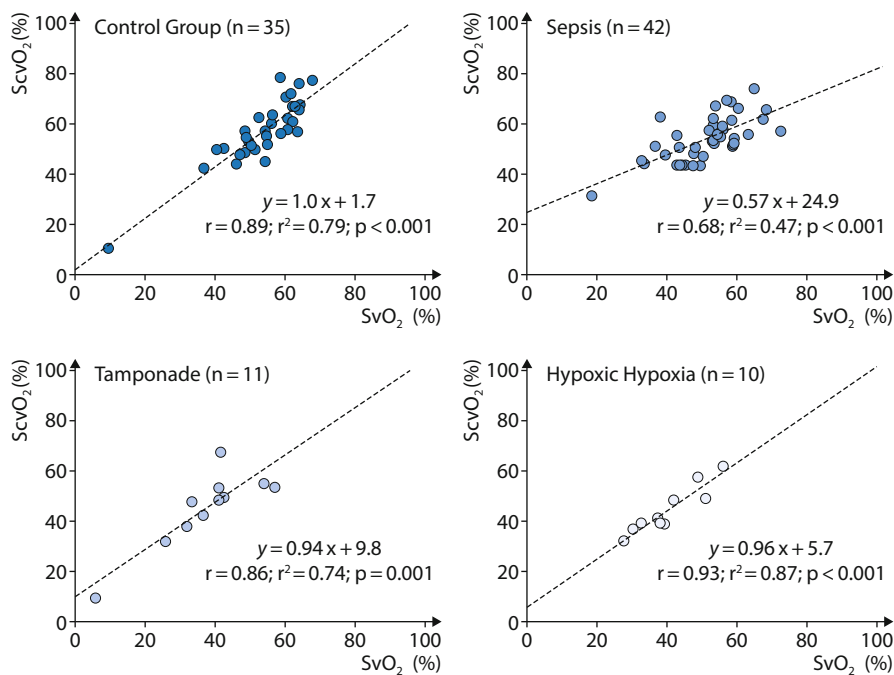 Control Group (n = 35)
ScvO₂ (%)
100
80
60
40
20
0
y = 1.0 x + 1.7
r = 0.89; r² = 0.79; p < 0.001
0 20 40 60 80 100
SvO₂ (%)
Sepsis (n = 42)
ScvO₂ (%)
100
80
60
40
20
0
y = 0.57 x + 24.9
r = 0.68; r² = 0.47; p < 0.001
0 20 40 60 80 100
SvO₂ (%)
Tamponade (n = 11)
ScvO₂ (%)
100
80
60
40
20
0
y = 0.94 x + 9.8
r = 0.86; r² = 0.74; p = 0.001
0 20 40 60 80 100
SvO₂ (%)
Hypoxic Hypoxia (n = 10)
ScvO₂ (%)
100
80
60
40
20
0
y = 0.96 x + 5.7
r = 0.93; r² = 0.87; p < 0.001
0 20 40 60 80 100
SvO₂ (%)